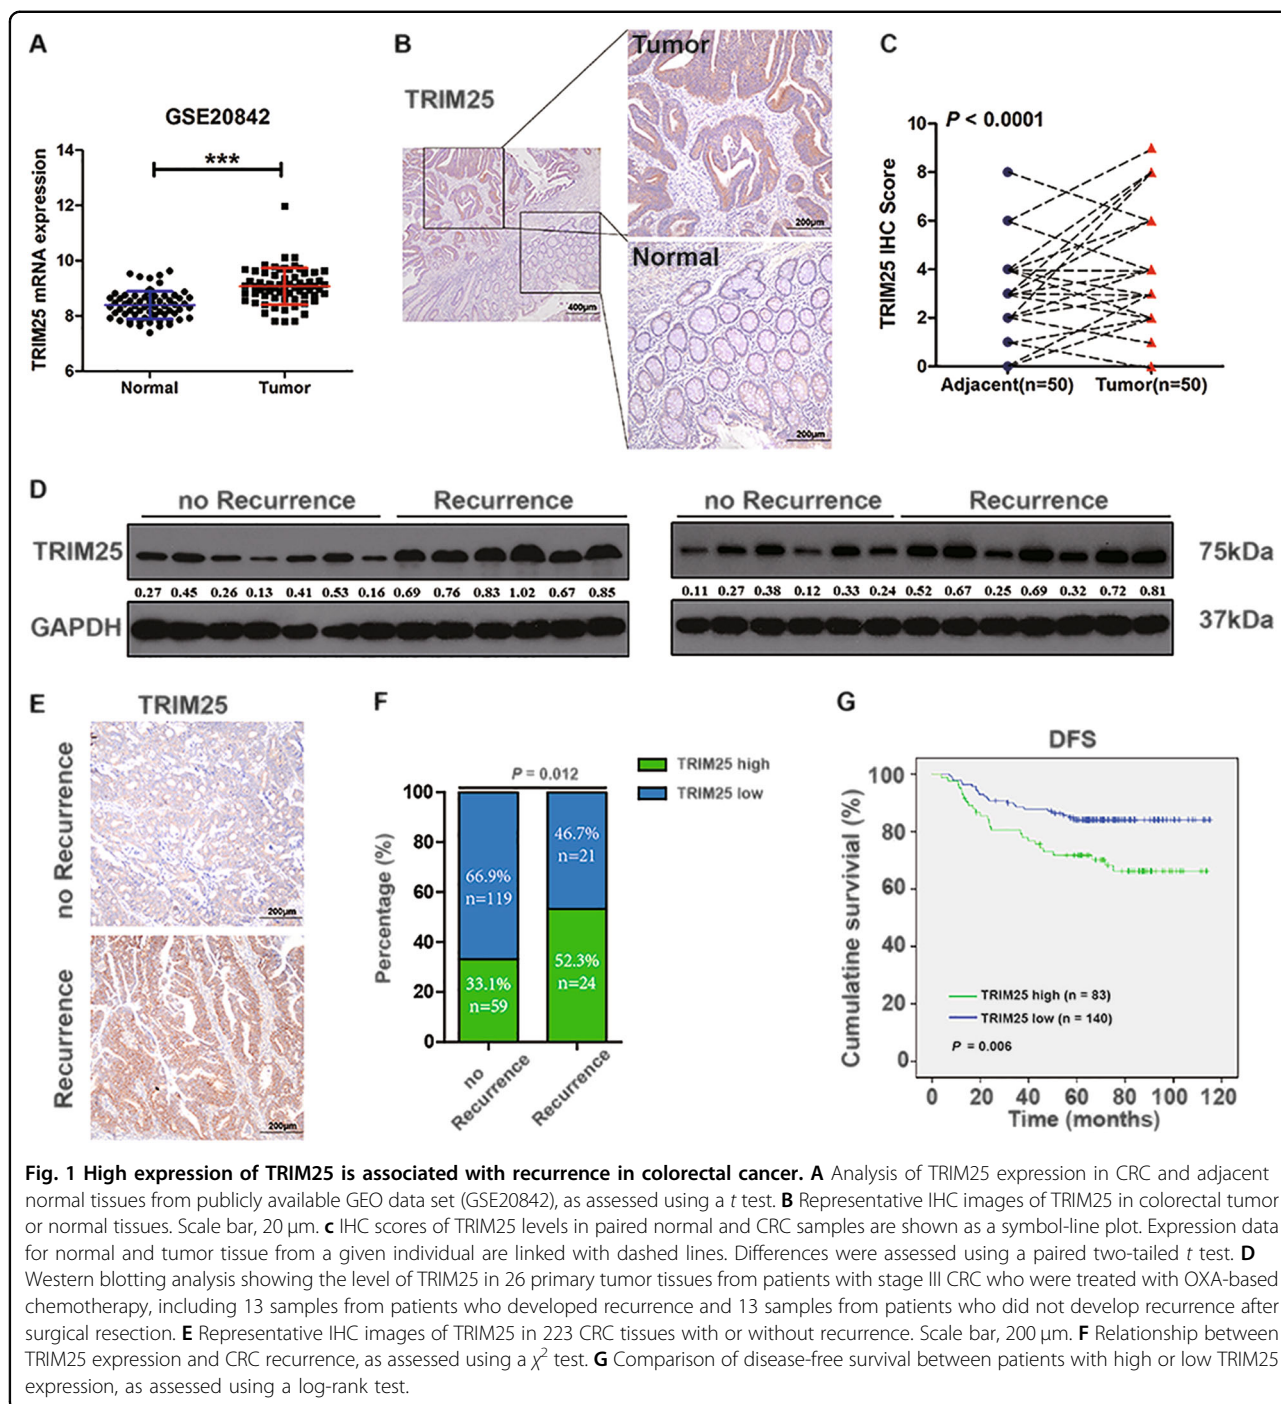 A
GSE20842
***
TRIM25 mRNA expression
14
12
10
8
6
Normal
Tumor
B
TRIM25
400μm
Tumor
200μm
Normal
200μm
C
P < 0.0001
TRIM25 IHC Score
10
8
6
4
2
0
Adjacent(n=50)
Tumor(n=50)
D
no Recurrence
Recurrence
no Recurrence
Recurrence
TRIM25
75kDa
0.27 0.45 0.26 0.13 0.41 0.53 0.16 0.69 0.76 0.83 1.02 0.67 0.85
0.11 0.27 0.38 0.12 0.33 0.24 0.52 0.67 0.25 0.69 0.32 0.72 0.81
GAPDH
37kDa
E
TRIM25
no Recurrence
200μm
Recurrence
200μm
F
P = 0.012
TRIM25 high
TRIM25 low
Percentage (%)
100
80
60
40
20
0
66.9%
n=119
33.1%
n=59
46.7%
n=21
52.3%
n=24
no
Recurrence
Recurrence
G
DFS
Cumulatine survivial (%)
100
80
60
40
20
0
TRIM25 high (n = 83)
TRIM25 low (n = 140)
P = 0.006
0 20 40 60 80 100 120
Time (months)
Fig. 1 High expression of TRIM25 is associated with recurrence in colorectal cancer. A Analysis of TRIM25 expression in CRC and adjacent
normal tissues from publicly available GEO data set (GSE20842), as assessed using a t test. B Representative IHC images of TRIM25 in colorectal tumor
or normal tissues. Scale bar, 20 μm. c IHC scores of TRIM25 levels in paired normal and CRC samples are shown as a symbol-line plot. Expression data
for normal and tumor tissue from a given individual are linked with dashed lines. Differences were assessed using a paired two-tailed t test. D
Western blotting analysis showing the level of TRIM25 in 26 primary tumor tissues from patients with stage III CRC who were treated with OXA-based
chemotherapy, including 13 samples from patients who developed recurrence and 13 samples from patients who did not develop recurrence after
surgical resection. E Representative IHC images of TRIM25 in 223 CRC tissues with or without recurrence. Scale bar, 200 μm. F Relationship between
TRIM25 expression and CRC recurrence, as assessed using a χ² test. G Comparison of disease-free survival between patients with high or low TRIM25
expression, as assessed using a log-rank test.